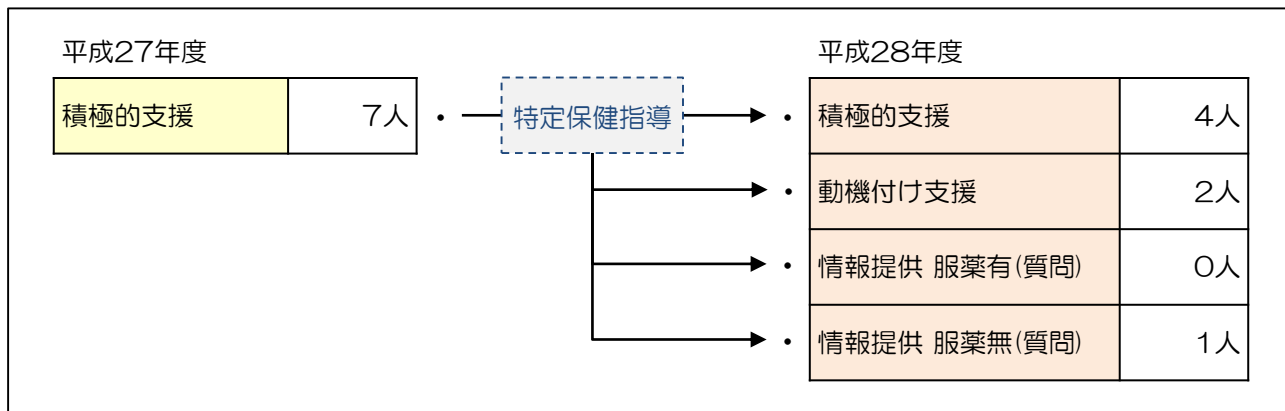 平成27年度
平成28年度
積極的支援 7人 ・ 特定保健指導 ・ 積極的支援 4人
・ 動機付け支援 2人
・ 情報提供 服薬有(質問) 0人
・ 情報提供 服薬無(質問) 1人